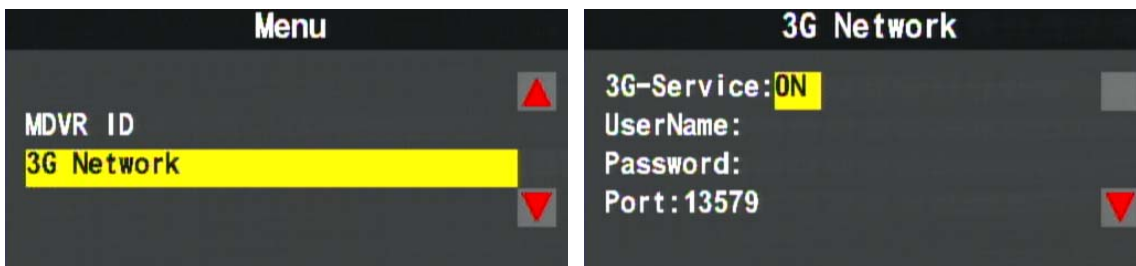 Menu
MDVR ID
3G Network
3G Network
3G-Service:ON
UserName:
Password:
Port:13579